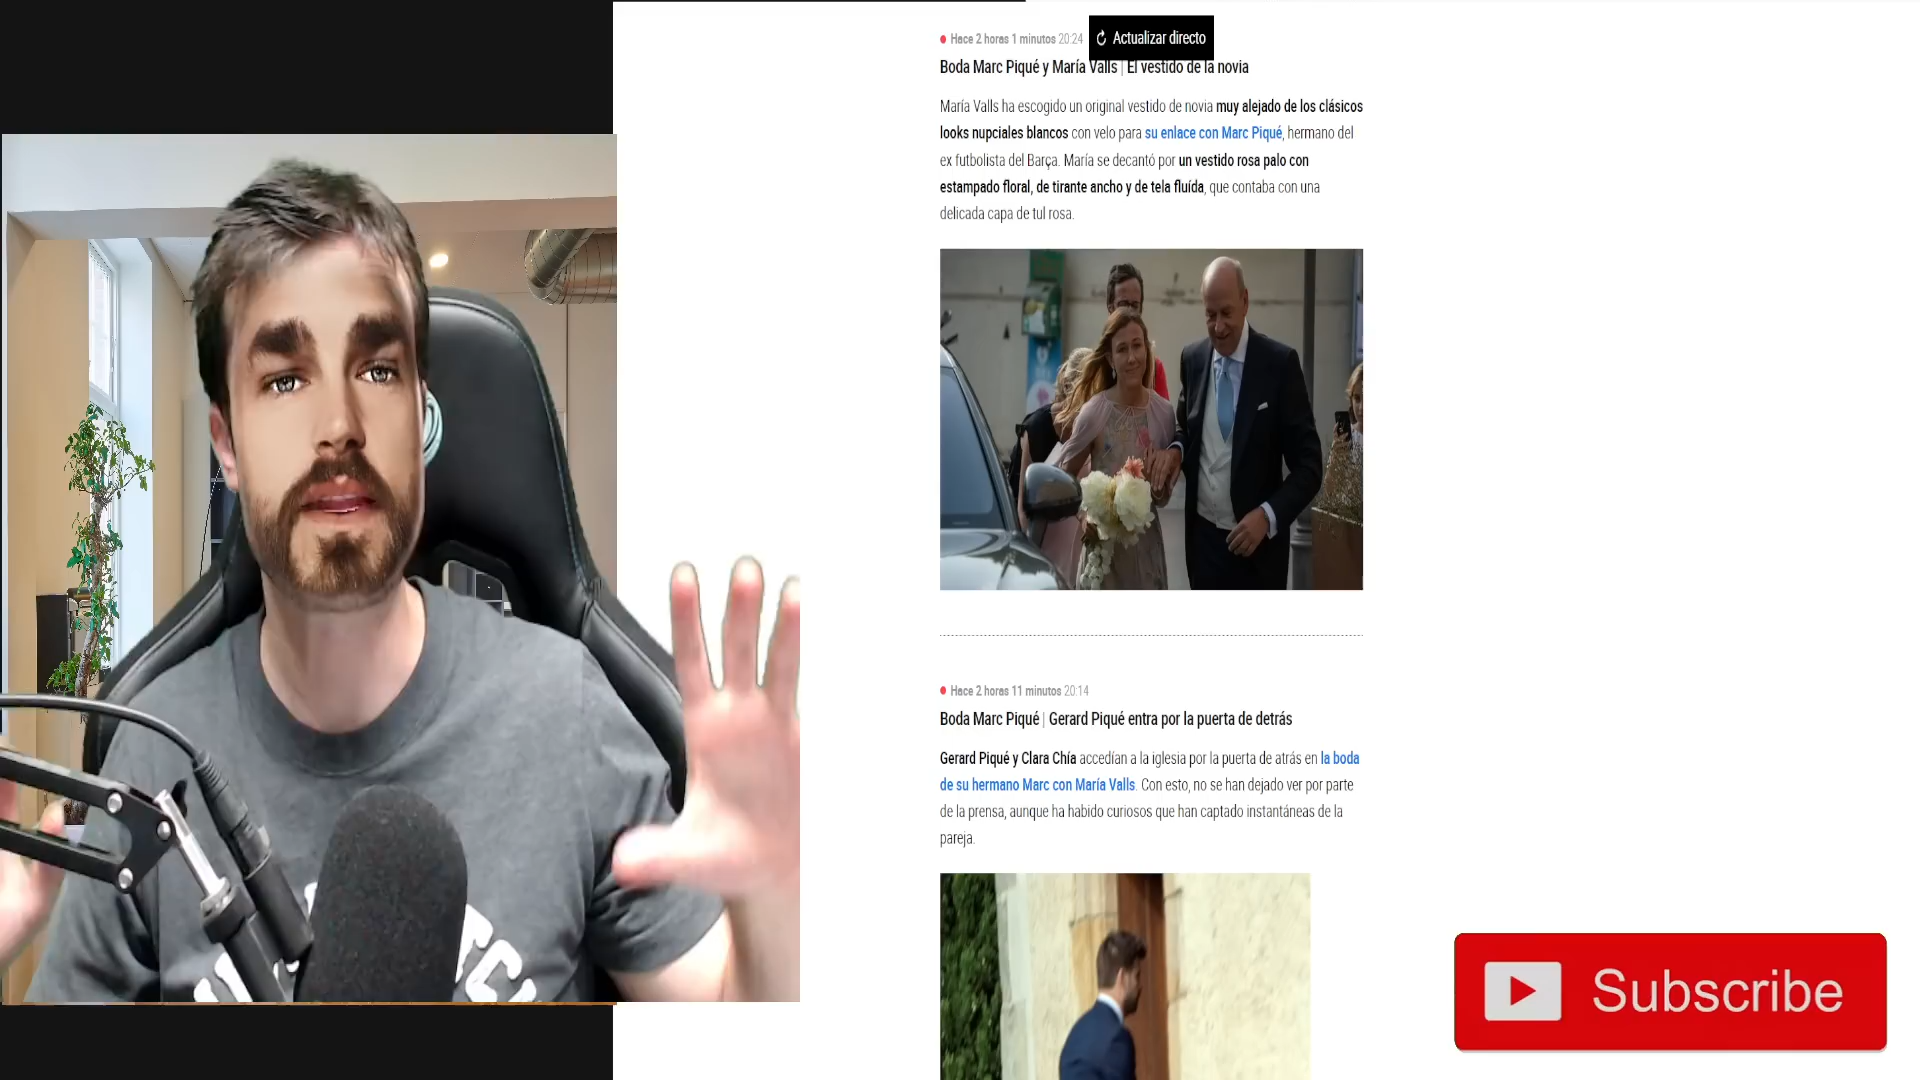 Hace 2 horas 1 minutos 20:24
Actualizar directo
Boda Marc Piqué y María Valls | El vestido de la novia
María Valls ha escogido un original vestido de novia muy alejado de los clásicos
looks nupciales blancos con velo para su enlace con Marc Piqué, hermano del
ex futbolista del Barça. María se decantó por un vestido rosa palo con
estampado floral, de tirante ancho y de tela fluída, que contaba con una
delicada capa de tul rosa.
Hace 2 horas 11 minutos 20:14
Boda Marc Piqué | Gerard Piqué entra por la puerta de detrás
Gerard Piqué y Clara Chía accedían a la iglesia por la puerta de atrás en la boda
de su hermano Marc con María Valls. Con esto, no se han dejado ver por parte
de la prensa, aunque ha habido curiosos que han captado instantáneas de la
pareja.
Subscribe